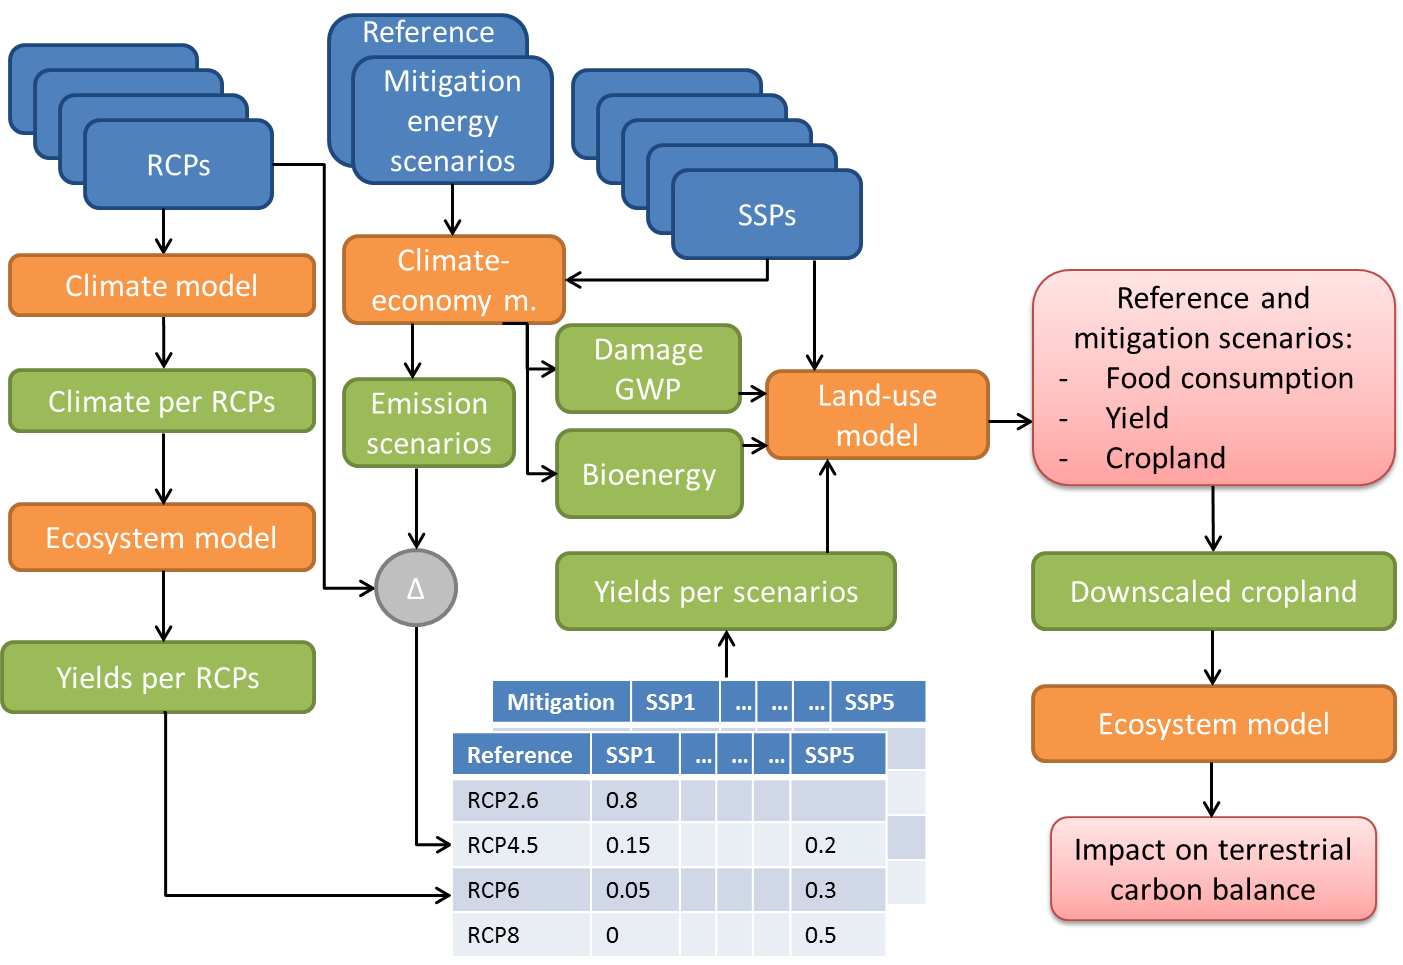 Reference
Mitigation
energy
scenarios
RCPs
SSPs
Climate model
Climate-
economy m.
Climate per RCPs
Emission
scenarios
Damage
GWP
Bioenergy
Land-use
model
Reference and
mitigation scenarios:
- Food consumption
- Yield
- Cropland
Ecosystem model
Δ
Yields per scenarios
Downscaled cropland
Yields per RCPs
Ecosystem model
Impact on terrestrial
carbon balance
Mitigation SSP1 ... ... ... SSP5
Reference SSP1 ... ... ... SSP5
RCP2.6 0.8
RCP4.5 0.15 0.2
RCP6 0.05 0.3
RCP8 0 0.5